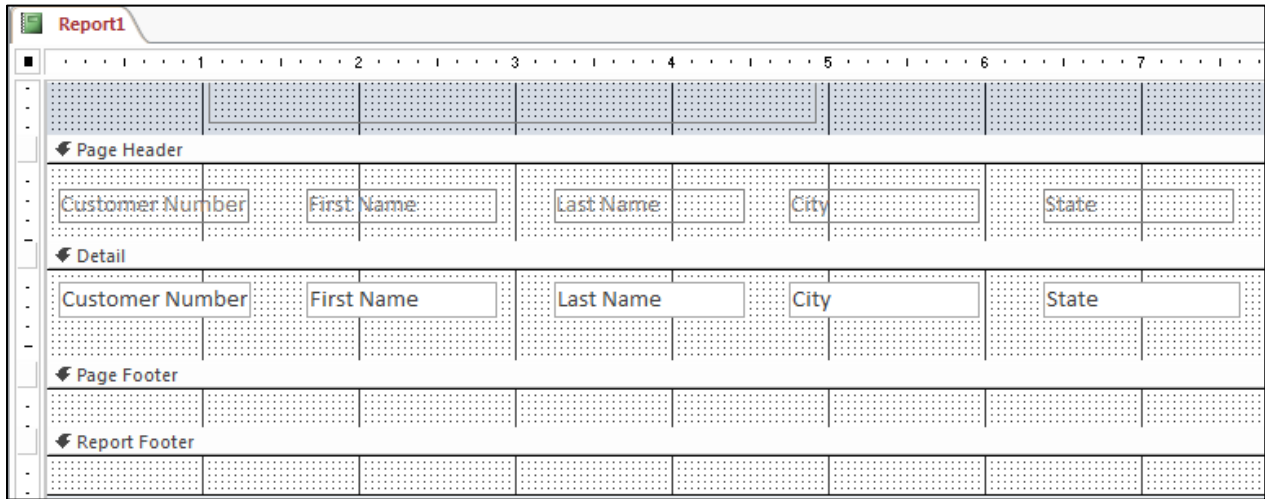 Report1
1 2 3 4 5 6 7
Page Header
Customer Number First Name Last Name City State
Detail
Customer Number First Name Last Name City State
Page Footer
Report Footer